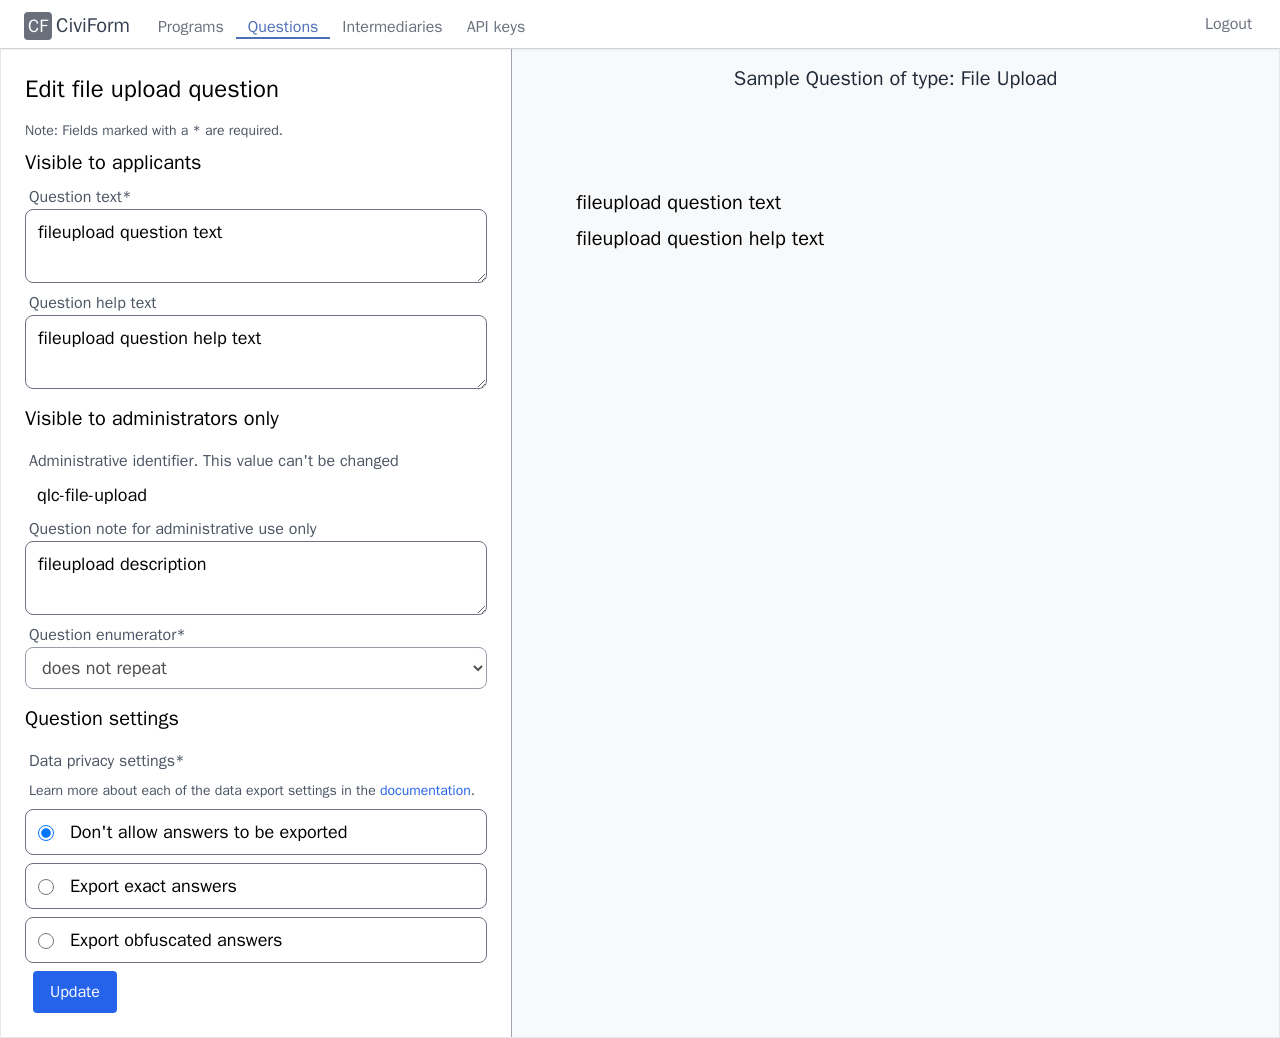 CF CiviForm Programs Questions Intermediaries API keys Logout
Edit file upload question
Note: Fields marked with a * are required.
Visible to applicants
Question text*
fileupload question text
Question help text
fileupload question help text
Visible to administrators only
Administrative identifier. This value can't be changed
qlc-file-upload
Question note for administrative use only
fileupload description
Question enumerator*
does not repeat
Question settings
Data privacy settings*
Learn more about each of the data export settings in the documentation.
Don't allow answers to be exported
Export exact answers
Export obfuscated answers
Update
Sample Question of type: File Upload
fileupload question text
fileupload question help text